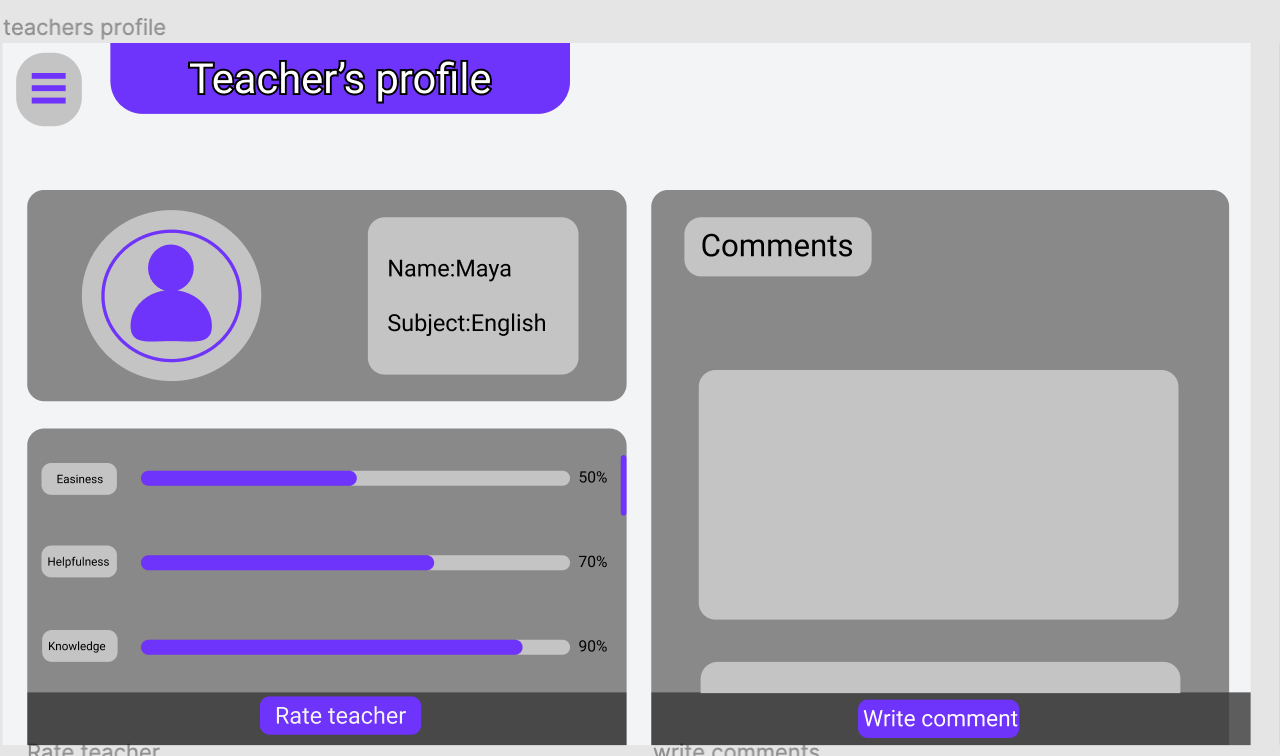 teachers profile
Teacher's profile
Name:Maya
Subject:English
Comments
Easiness
50%
Helpfulness
70%
Knowledge
90%
Rate teacher
Write comment
Rate teacher
write comments